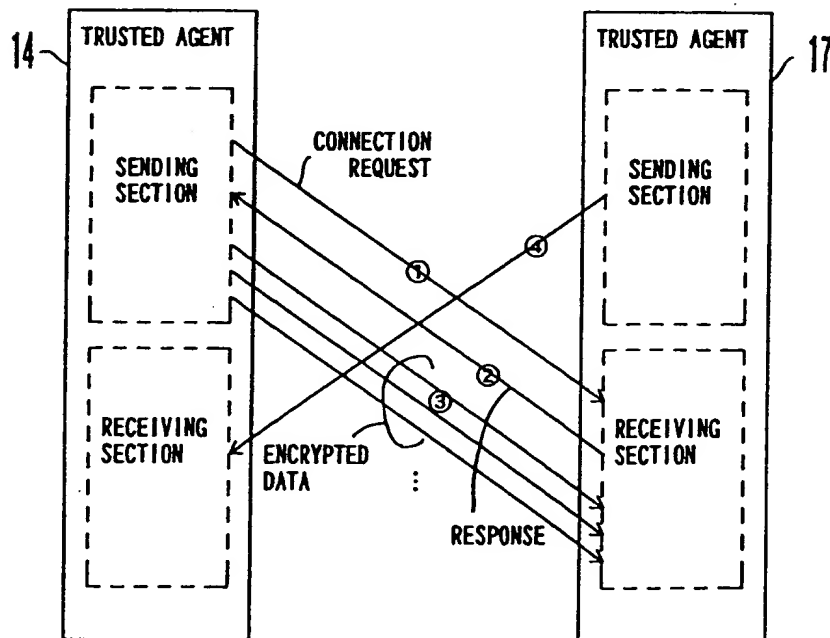 14
TRUSTED AGENT
SENDING
SECTION
RECEIVING
SECTION
CONNECTION
REQUEST
①
④
②
③
ENCRYPTED
DATA
...
RESPONSE
TRUSTED AGENT
17
SENDING
SECTION
RECEIVING
SECTION